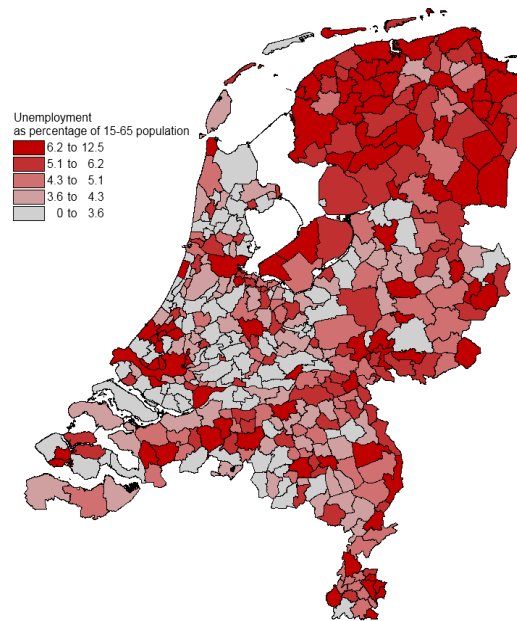 Unemployment
as percentage of 15-65 population
6.2 to 12.5
5.1 to 6.2
4.3 to 5.1
3.6 to 4.3
0 to 3.6